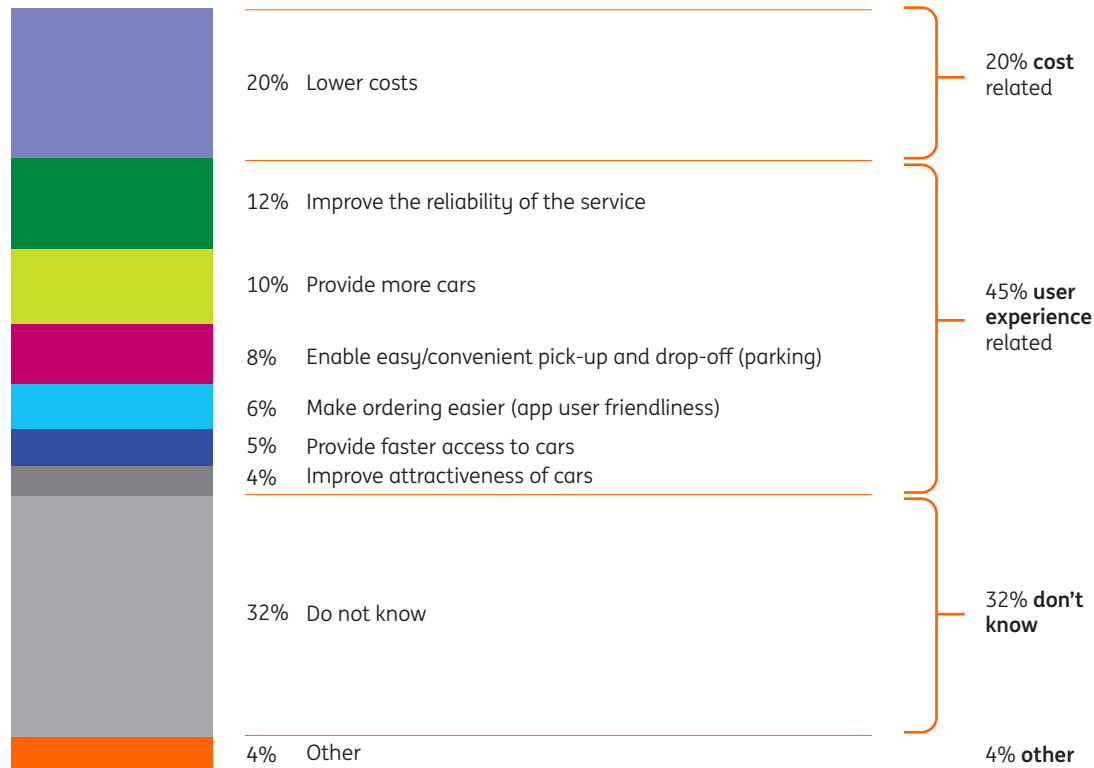 20% Lower costs
20% cost
related
12% Improve the reliability of the service
10% Provide more cars
8% Enable easy/convenient pick-up and drop-off (parking)
6% Make ordering easier (app user friendliness)
5% Provide faster access to cars
4% Improve attractiveness of cars
45% user
experience
related
32% Do not know
32% don't
know
4% Other
4% other